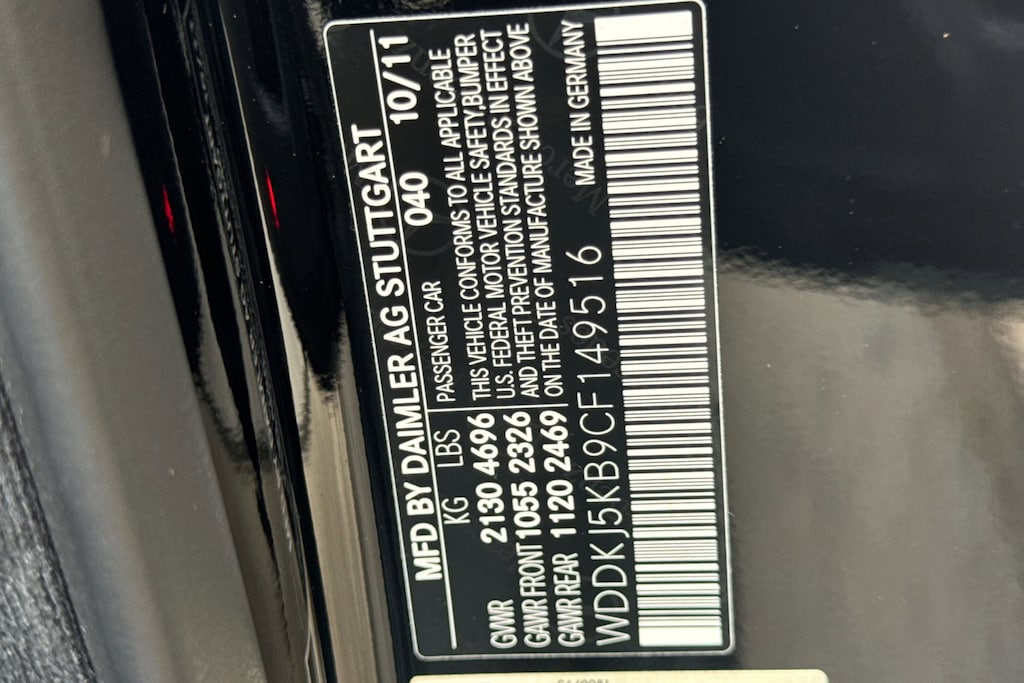 MFD BY DAIMLER AG STUTTGART
KG LBS PASSENGER CAR 040 10/11
GVWR 2130 4696 THIS VEHICLE CONFORMS TO ALL APPLICABLE
U.S. FEDERAL MOTOR VEHICLE SAFETY,BUMPER
GAWR FRONT 1055 2326 AND THEFT PREVENTION STANDARDS IN EFFECT
GAWR REAR 1120 2469 ON THE DATE OF MANUFACTURE SHOWN ABOVE
MADE IN GERMANY
WDDKJ5KB9CF149516